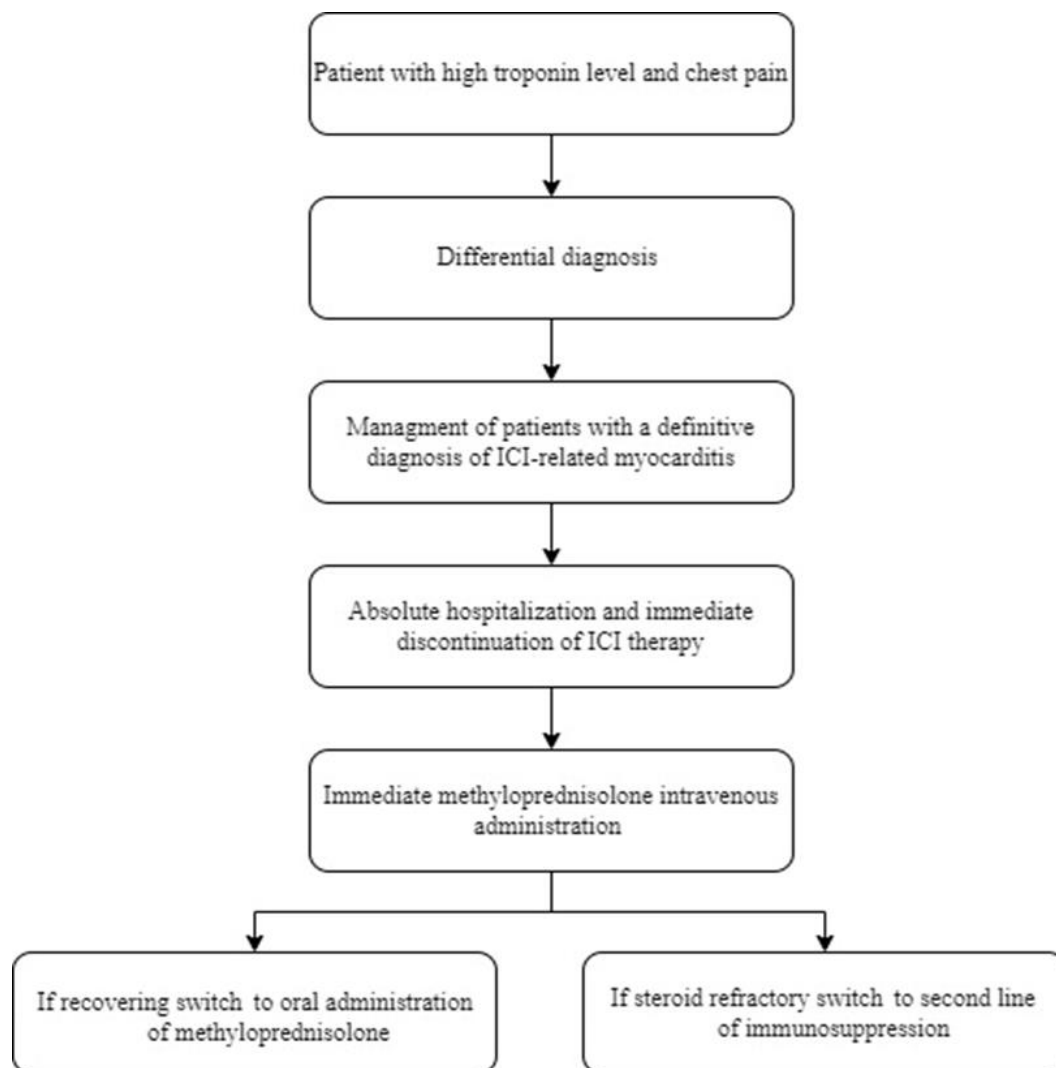 Patient with high troponin level and chest pain
Differential diagnosis
Managment of patients with a definitive
diagnosis of ICI-related myocarditis
Absolute hospitalization and immediate
discontinuation of ICI therapy
Immediate methyloprednisolone intravenous
administration
If recovering switch to oral administration
of methyloprednisolone
If steroid refractory switch to second line
of immunosuppression